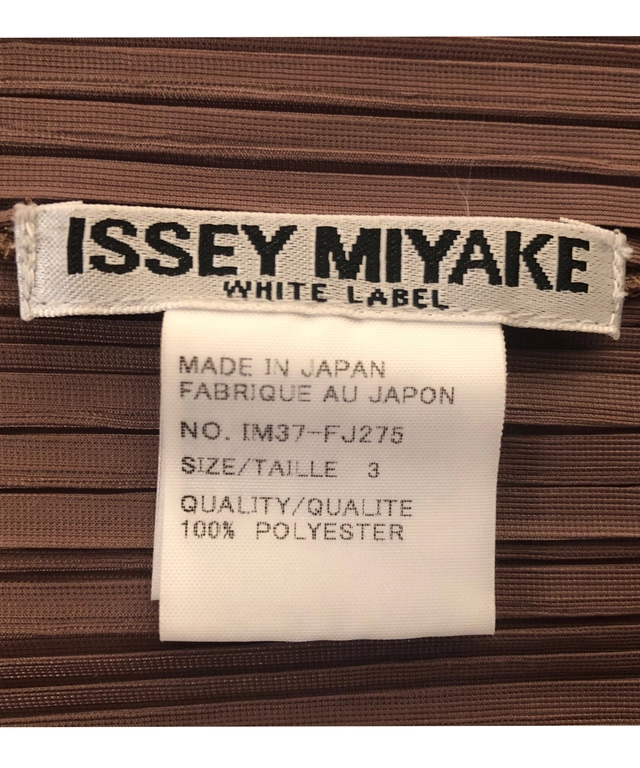 ISSEY MIYAKE
WHITE LABEL
MADE IN JAPAN
FABRIQUE AU JAPON
NO. IM37-FJ275
SIZE/TAILLE 3
QUALITY/QUALITE
100% POLYESTER